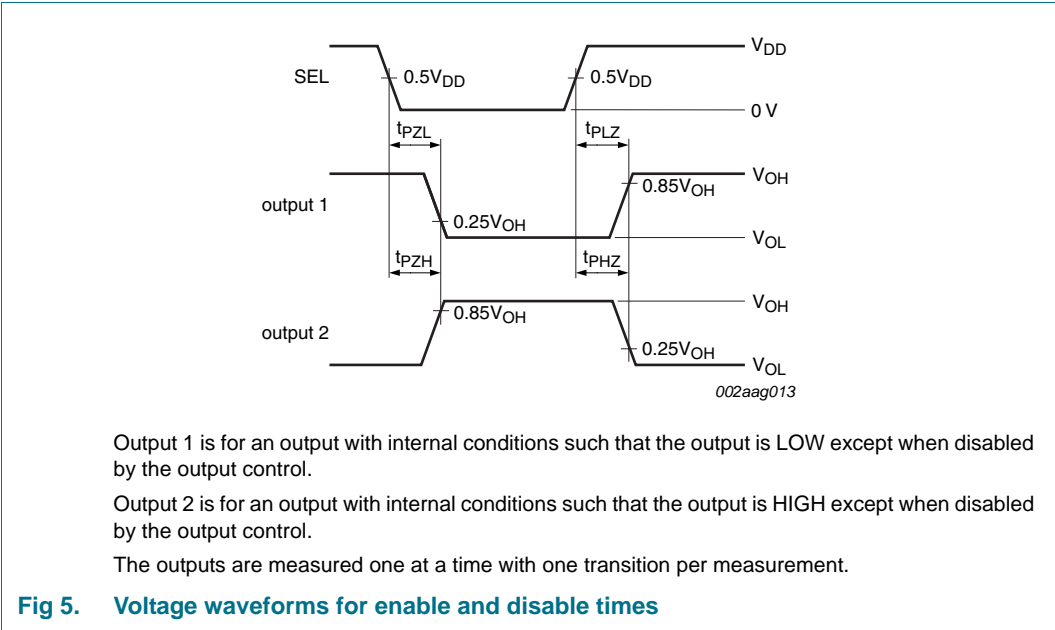 V_DD
SEL 0.5V_DD 0.5V_DD
0 V
t_PZL t_PLZ
V_OH
0.85V_OH
output 1
0.25V_OH
V_OL
t_PZH t_PHZ
V_OH
0.85V_OH
output 2
0.25V_OH
V_OL
002aag013
Output 1 is for an output with internal conditions such that the output is LOW except when disabled
by the output control.
Output 2 is for an output with internal conditions such that the output is HIGH except when disabled
by the output control.
The outputs are measured one at a time with one transition per measurement.
Fig 5. Voltage waveforms for enable and disable times